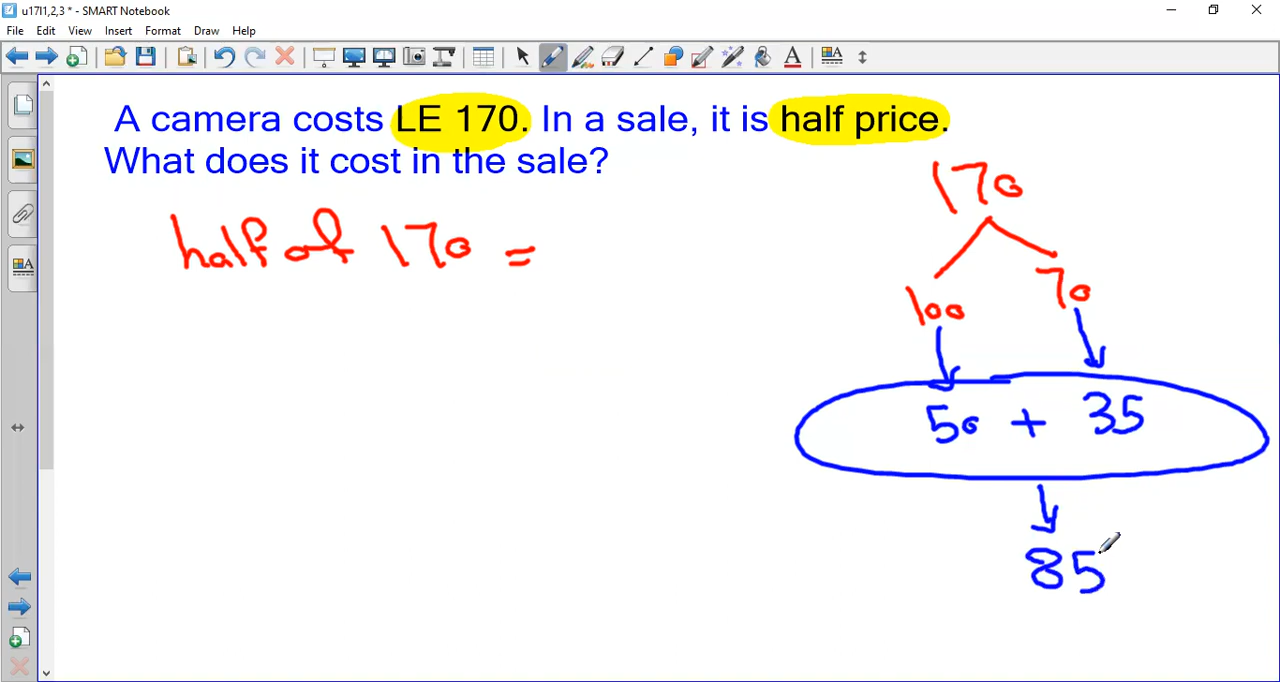 u17l1,2,3 * - SMART Notebook
File Edit View Insert Format Draw Help
A camera costs LE 170. In a sale, it is half price.
What does it cost in the sale?
170
half of 170 =
100 70
50 + 35
85